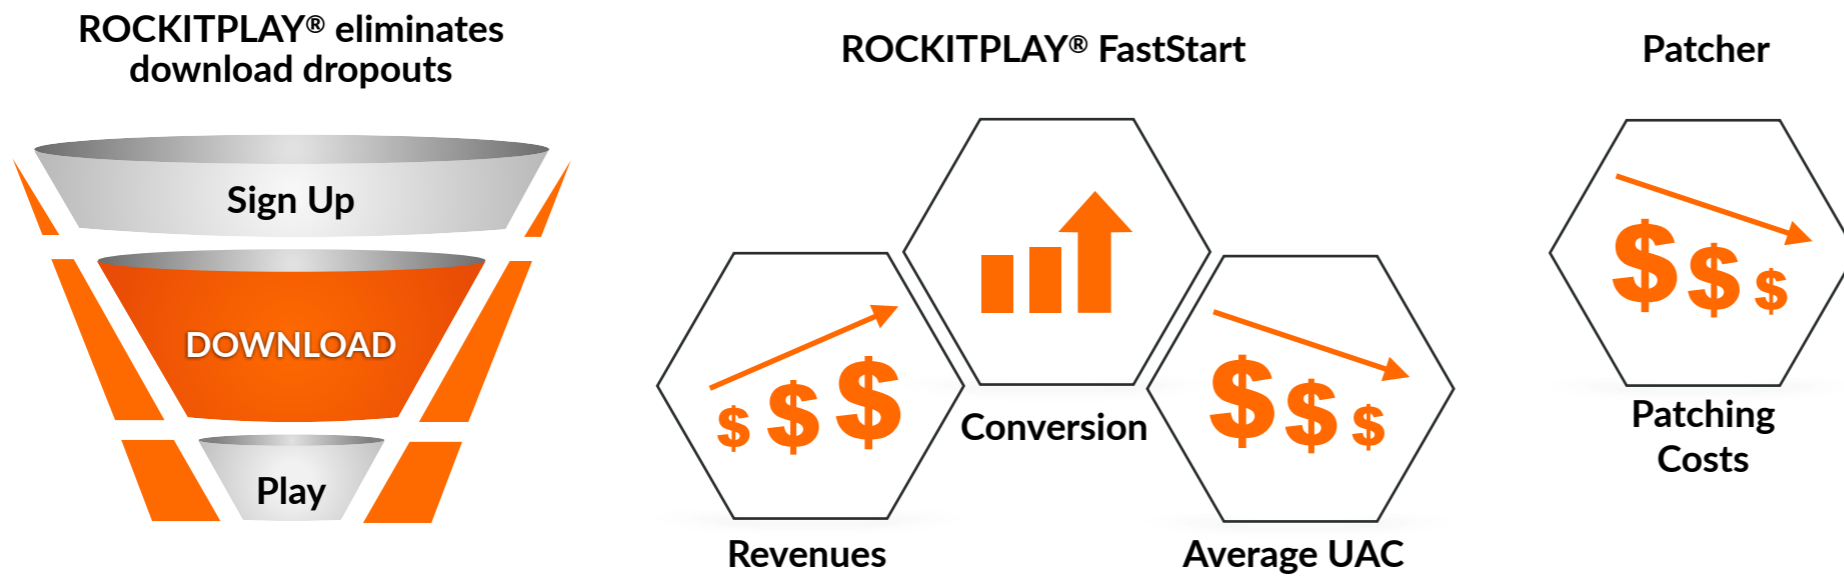 ROCKITPLAY® eliminates
download dropouts
Sign Up
DOWNLOAD
Play
ROCKITPLAY® FastStart
$ $ $
Revenues
Conversion
$ $ $
Average UAC
Patcher
$ $ $
Patching
Costs